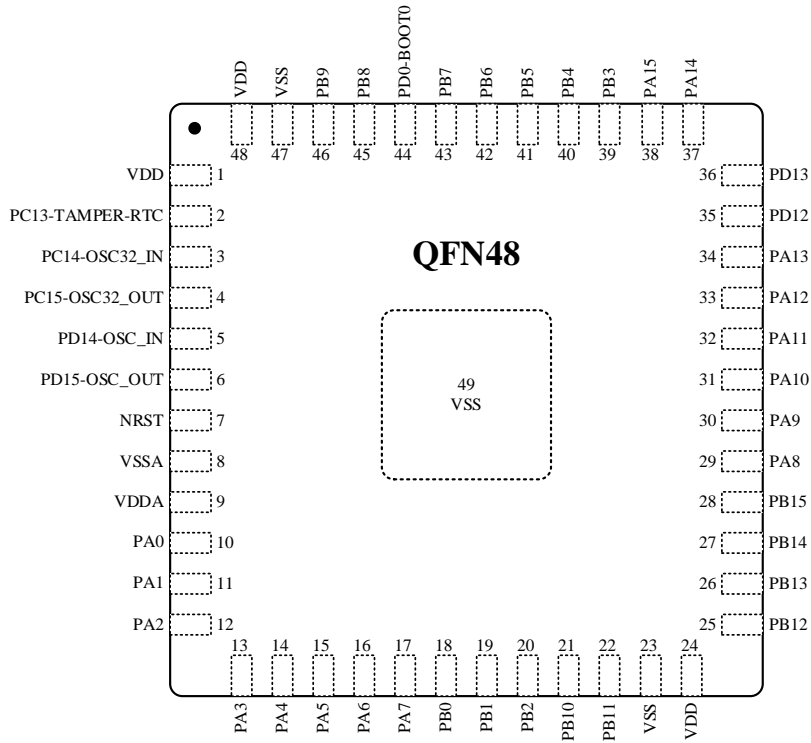 VDD
VSS
PB9
PB8
PD0-BOOT0
PB7
PB6
PB5
PB4
PB3
PA15
PA14
48
47
46
45
44
43
42
41
40
39
38
37
VDD 1
PC13-TAMPER-RTC 2
PC14-OSC32_IN 3
PC15-OSC32_OUT 4
PD14-OSC_IN 5
PD15-OSC_OUT 6
NRST 7
VSSA 8
VDDA 9
PA0 10
PA1 11
PA2 12
QFN48
49
VSS
36 PD13
35 PD12
34 PA13
33 PA12
32 PA11
31 PA10
30 PA9
29 PA8
28 PB15
27 PB14
26 PB13
25 PB12
13
14
15
16
17
18
19
20
21
22
23
24
PA3
PA4
PA5
PA6
PA7
PB0
PB1
PB2
PB10
PB11
VSS
VDD